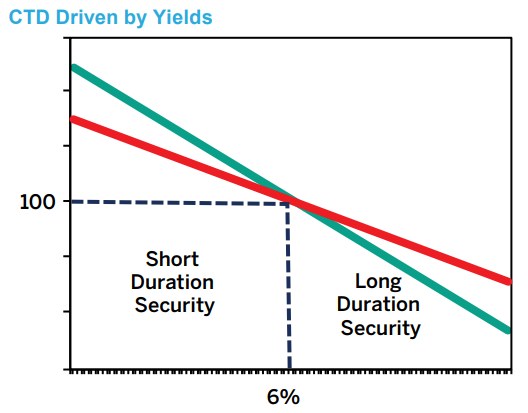 CTD Driven by Yields
100
Short
Duration
Security
Long
Duration
Security
6%